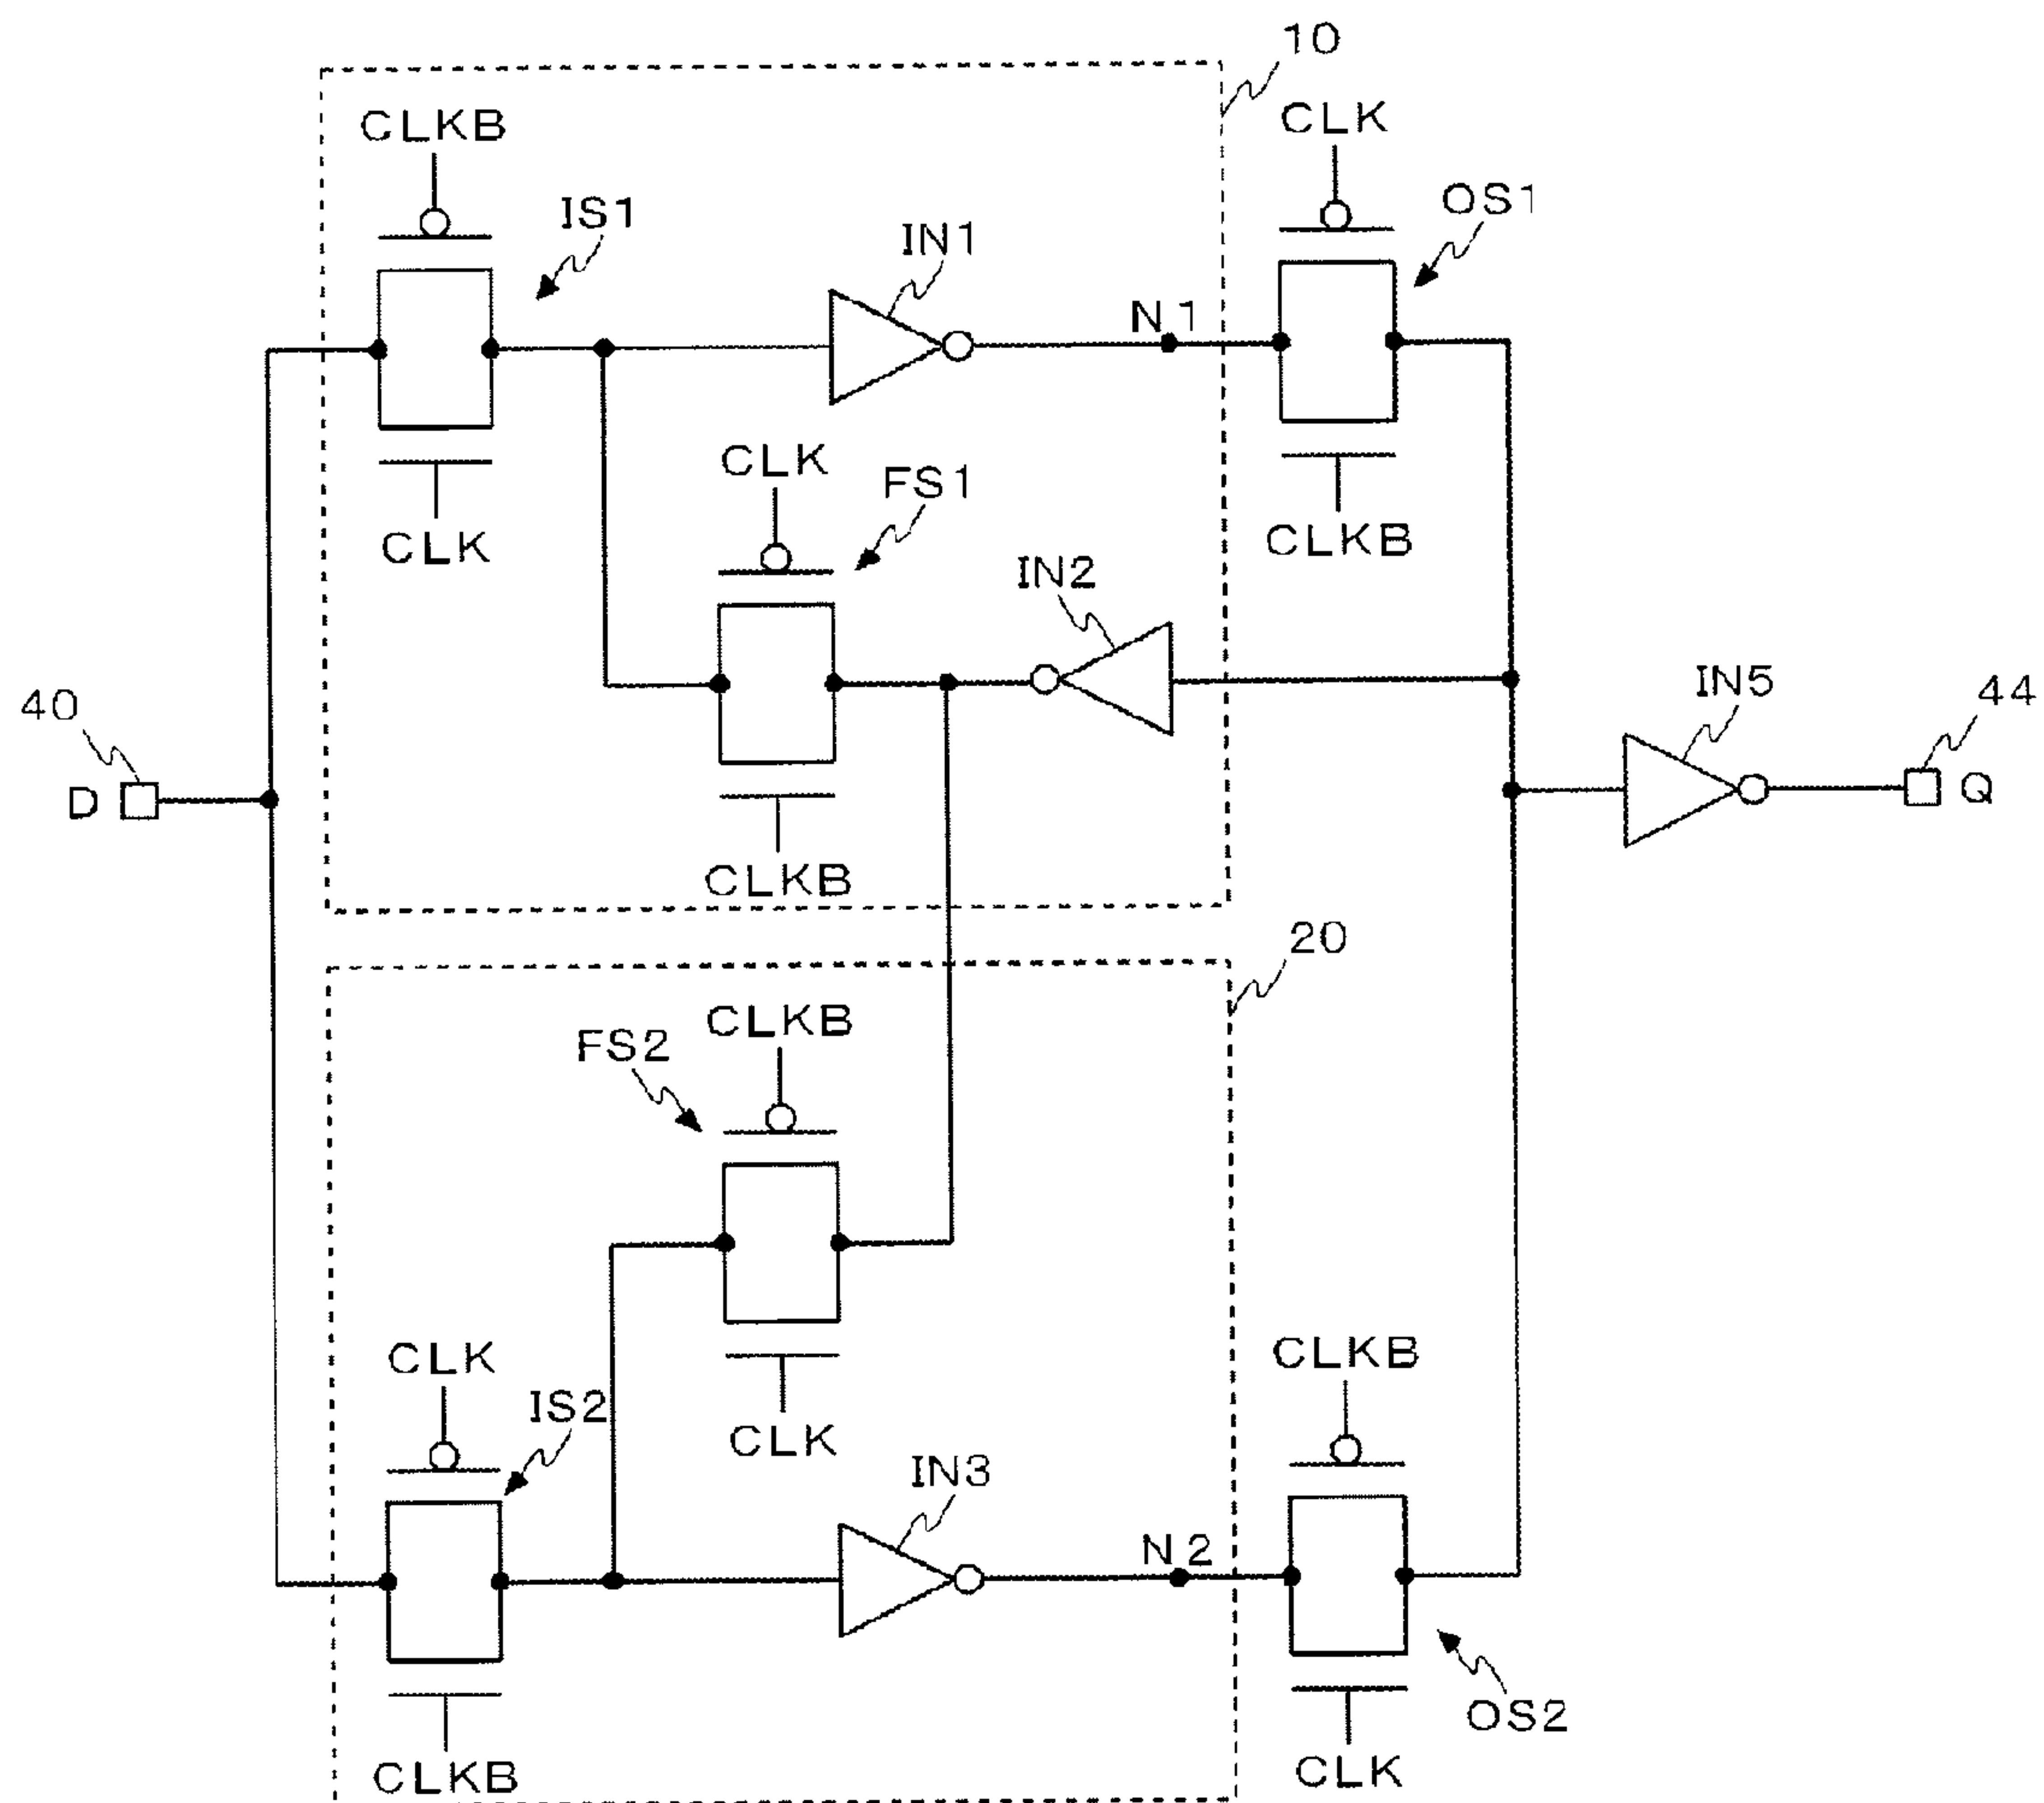 10
CLKB
CLK
IS1
OS1
IN1
N1
CLK
FS1
CLK
CLKB
IN2
40
IN5
44
D
Q
CLKB
20
CLKB
FS2
CLK
CLKB
IS2
CLK
IN3
N2
OS2
CLKB
CLK